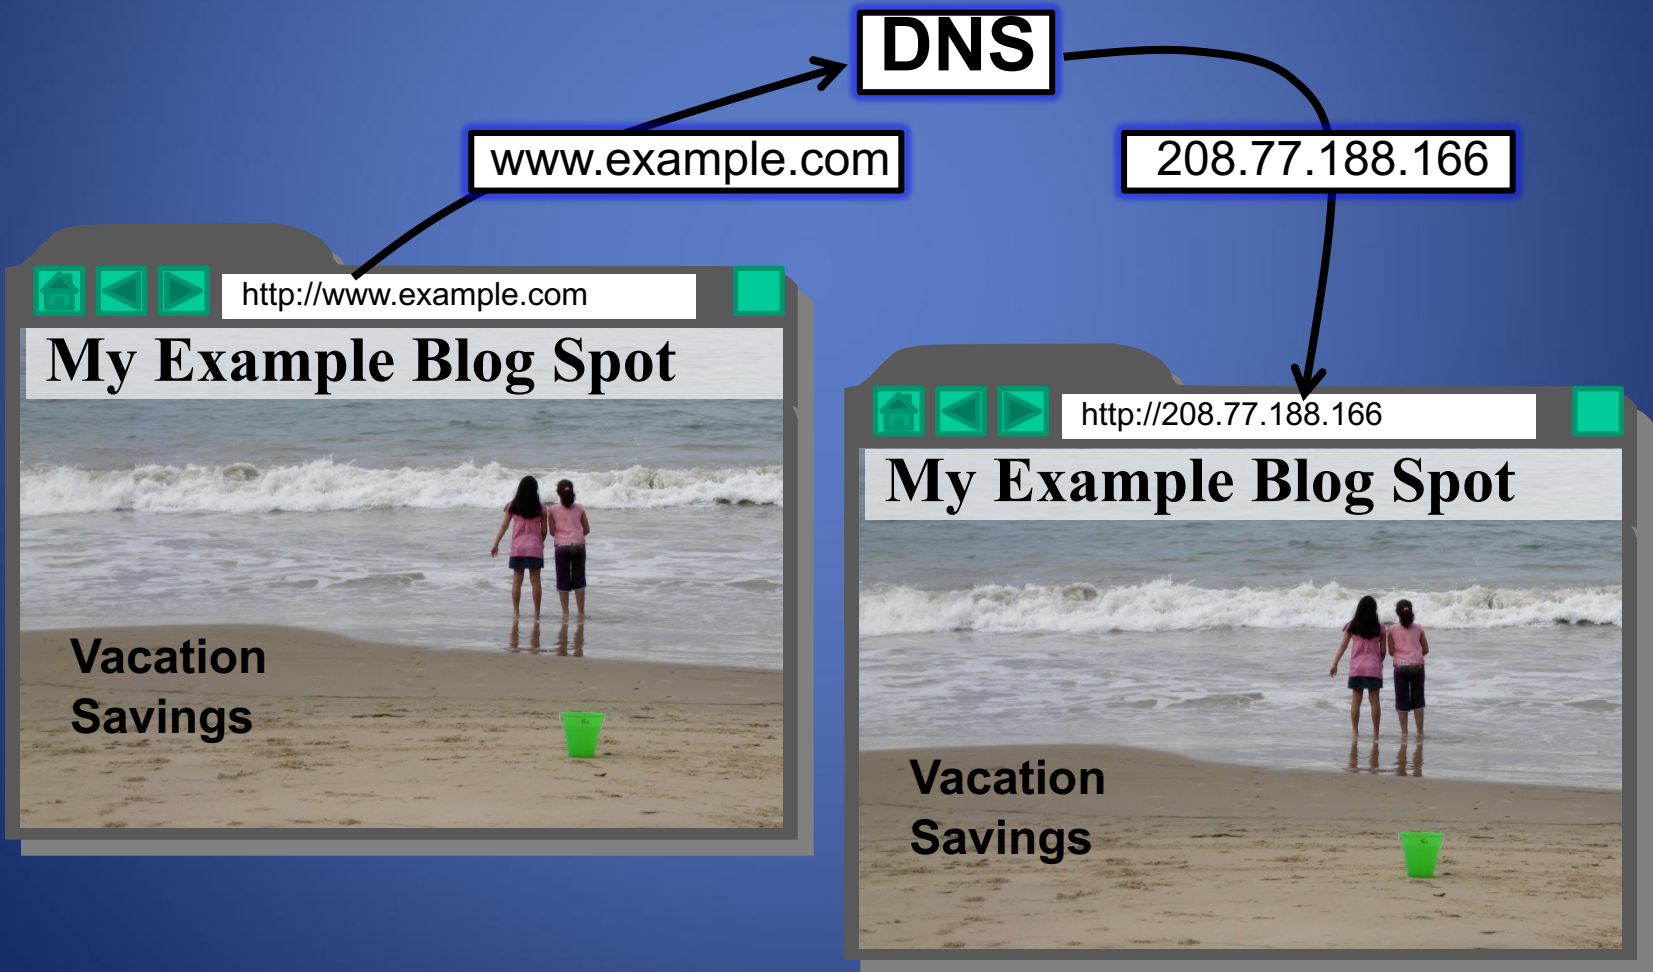 DNS
www.example.com
208.77.188.166
http://www.example.com
My Example Blog Spot
Vacation
Savings
http://208.77.188.166
My Example Blog Spot
Vacation
Savings